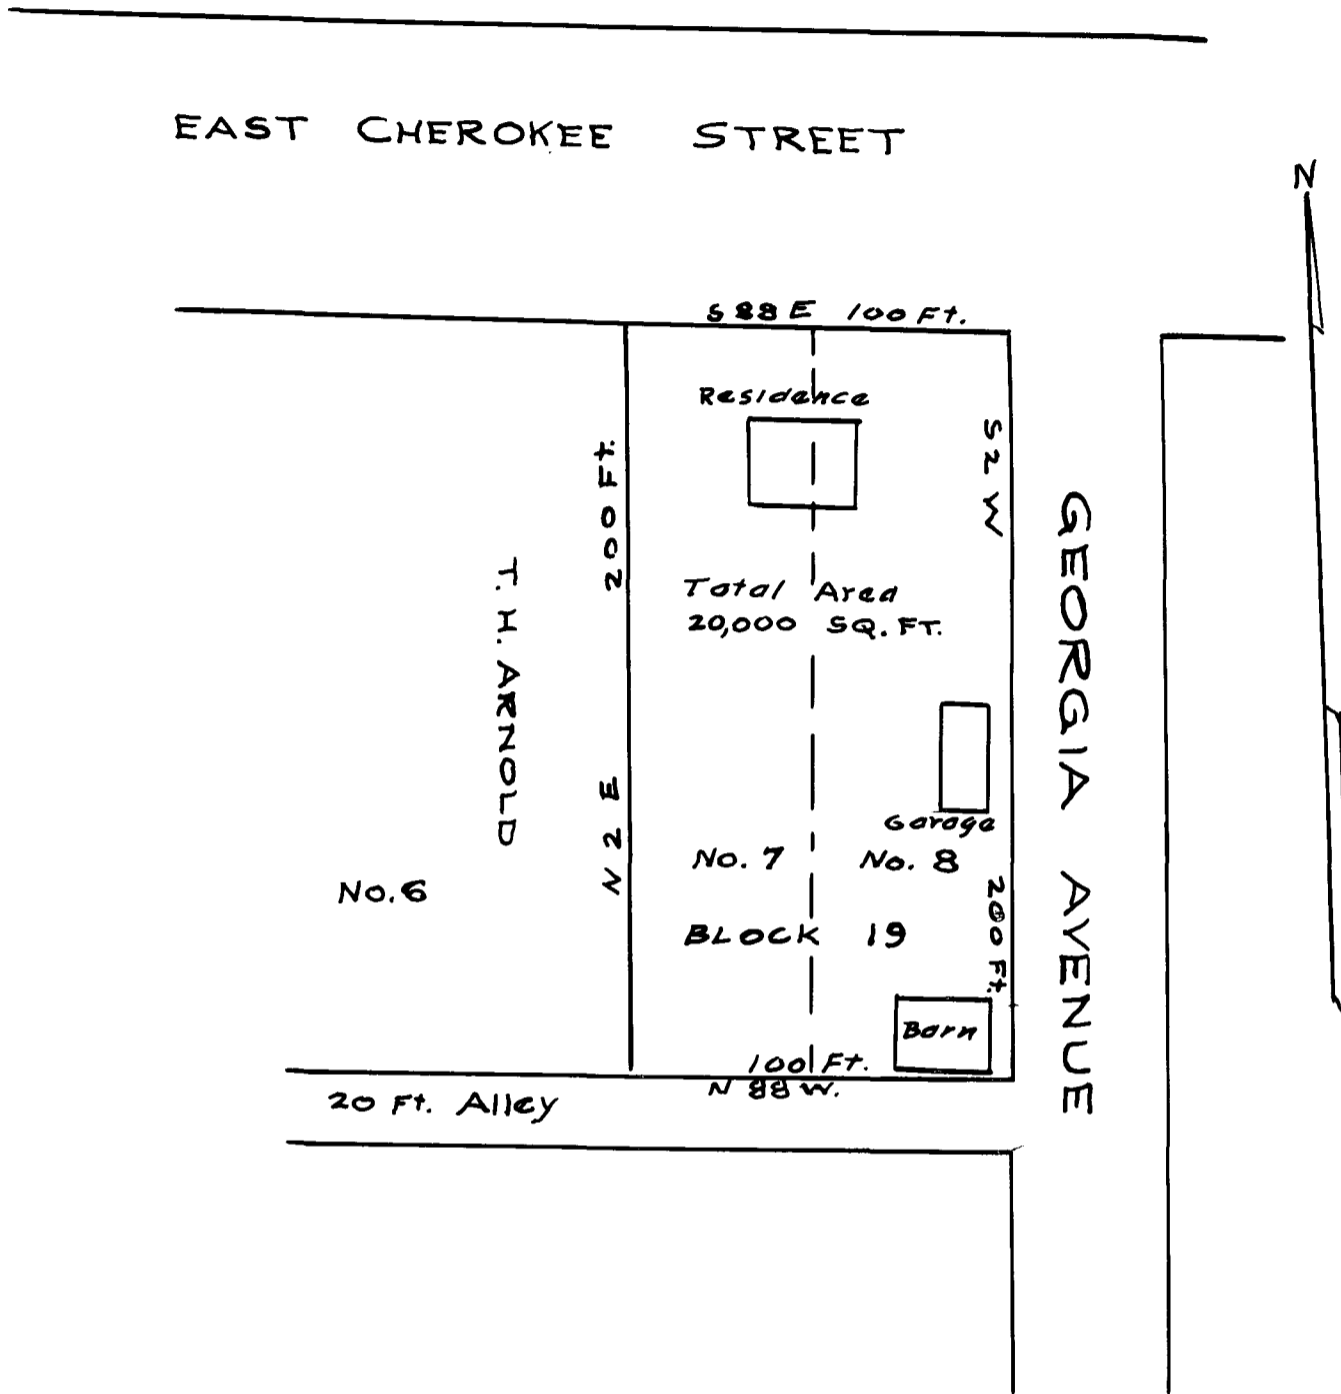 EAST CHEROKEE STREET
N
S 88 E 100 Ft.
Residence
S 2 W
200 Ft.
N 2 E
Total Area
20,000 SQ. FT.
T. H. ARNOLD
GEORGIA AVENUE
Garage
No. 7 No. 8
No. 6
200 Ft.
BLOCK 19
Barn
100 Ft.
N 88 W.
20 Ft. Alley